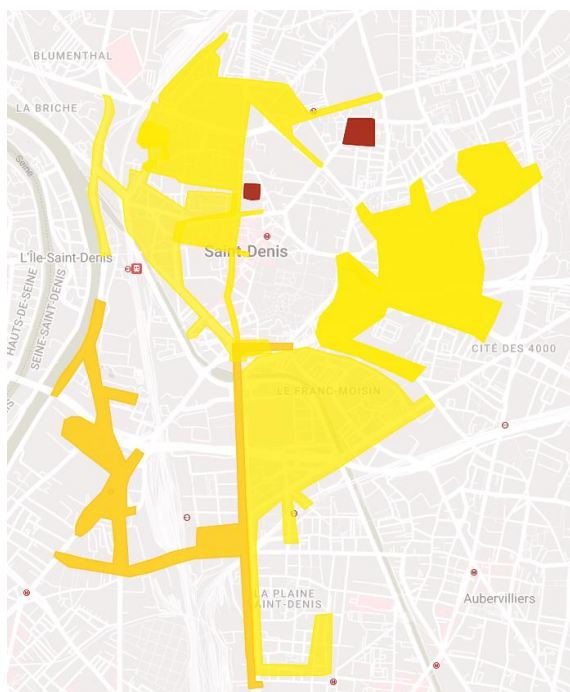 BLUMENTHAL
LA BRICHE
Seine
L'Île-Saint-Denis
Saint-Denis
HAUTS-DE-SEINE
SEINE-SAINT-DENIS
CITÉ DES 4000
LE FRANC-MOISIN
LA PLAINE
AINT-DENIS
Aubervilliers